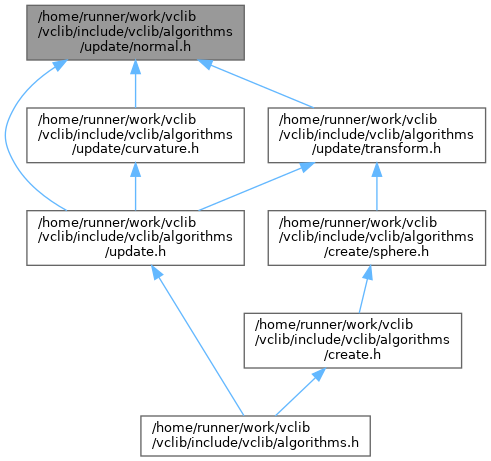 /home/runner/work/vclib
/vclib/include/vclib/algorithms
/update/normal.h
/home/runner/work/vclib
/vclib/include/vclib/algorithms
/update/curvature.h
/home/runner/work/vclib
/vclib/include/vclib/algorithms
/update/transform.h
/home/runner/work/vclib
/vclib/include/vclib/algorithms
/update.h
/home/runner/work/vclib
/vclib/include/vclib/algorithms
/create/sphere.h
/home/runner/work/vclib
/vclib/include/vclib/algorithms
/create.h
/home/runner/work/vclib
/vclib/include/vclib/algorithms.h